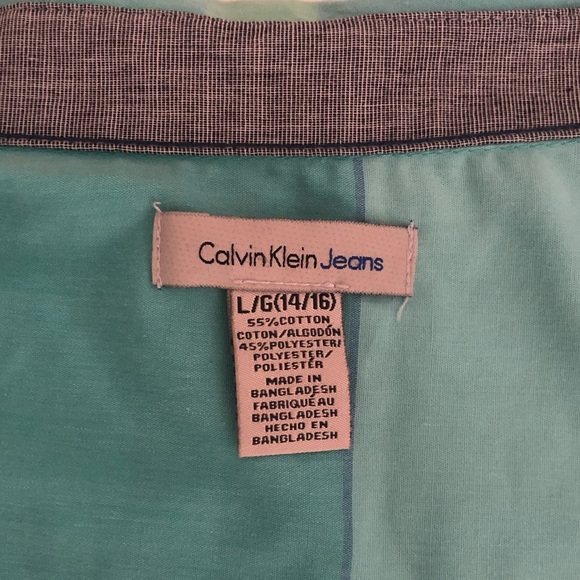 Calvin Klein Jeans
L/G(14/16)
55%COTTON
COTON/ALGODÓN
45%POLYESTER/
POLYESTER/
POLIESTÉR
MADE IN
BANGLADESH
FABRIQUÉ AU
BANGLADESH
HECHO EN
BANGLADESH